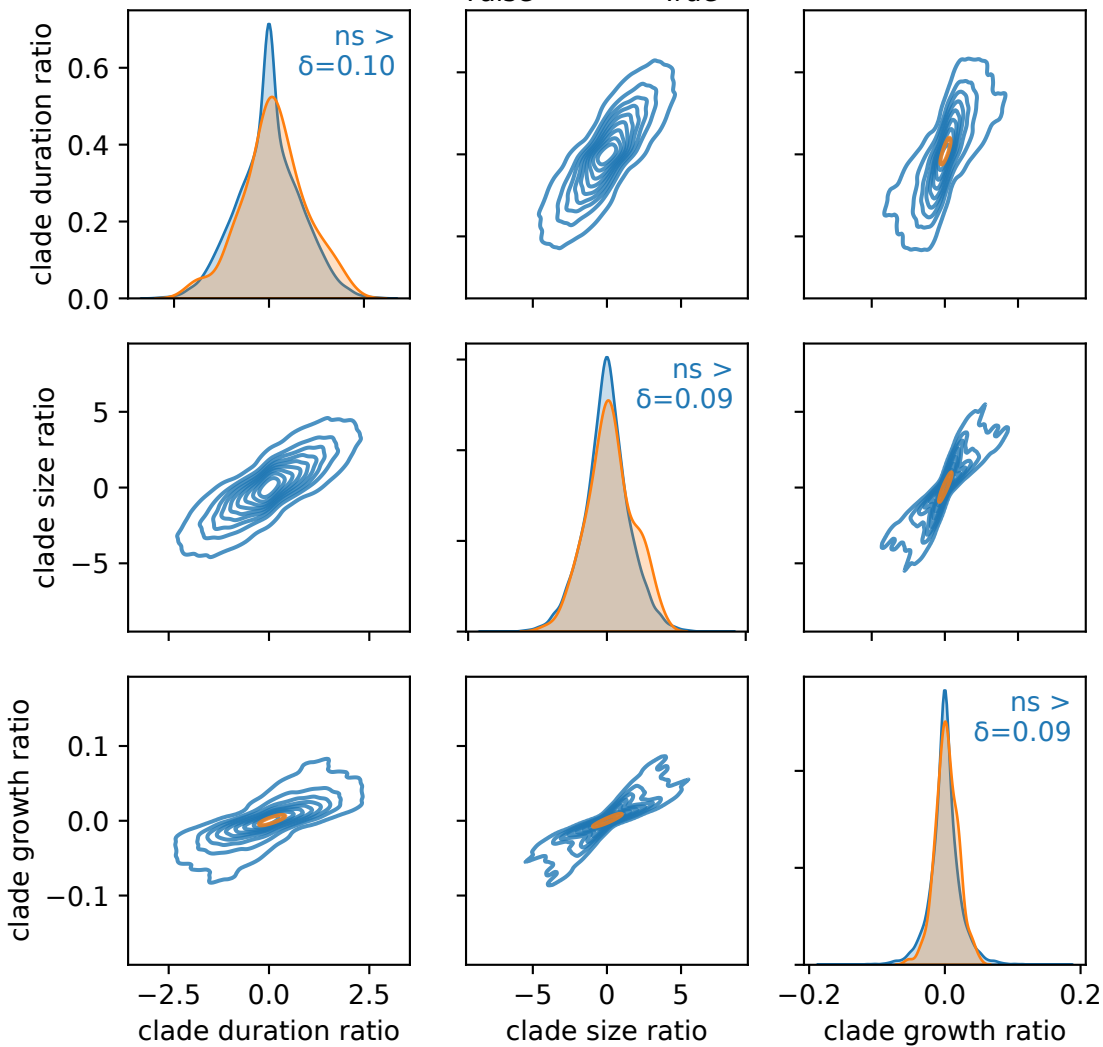 clade duration ratio
0.6
0.4
0.2
0.0
ns >
δ=0.10
clade size ratio
5
0
−5
ns >
δ=0.09
clade growth ratio
0.1
0.0
−0.1
ns >
δ=0.09
−2.5 0.0 2.5
−5 0 5
−0.2 0.0 0.2
clade duration ratio
clade size ratio
clade growth ratio